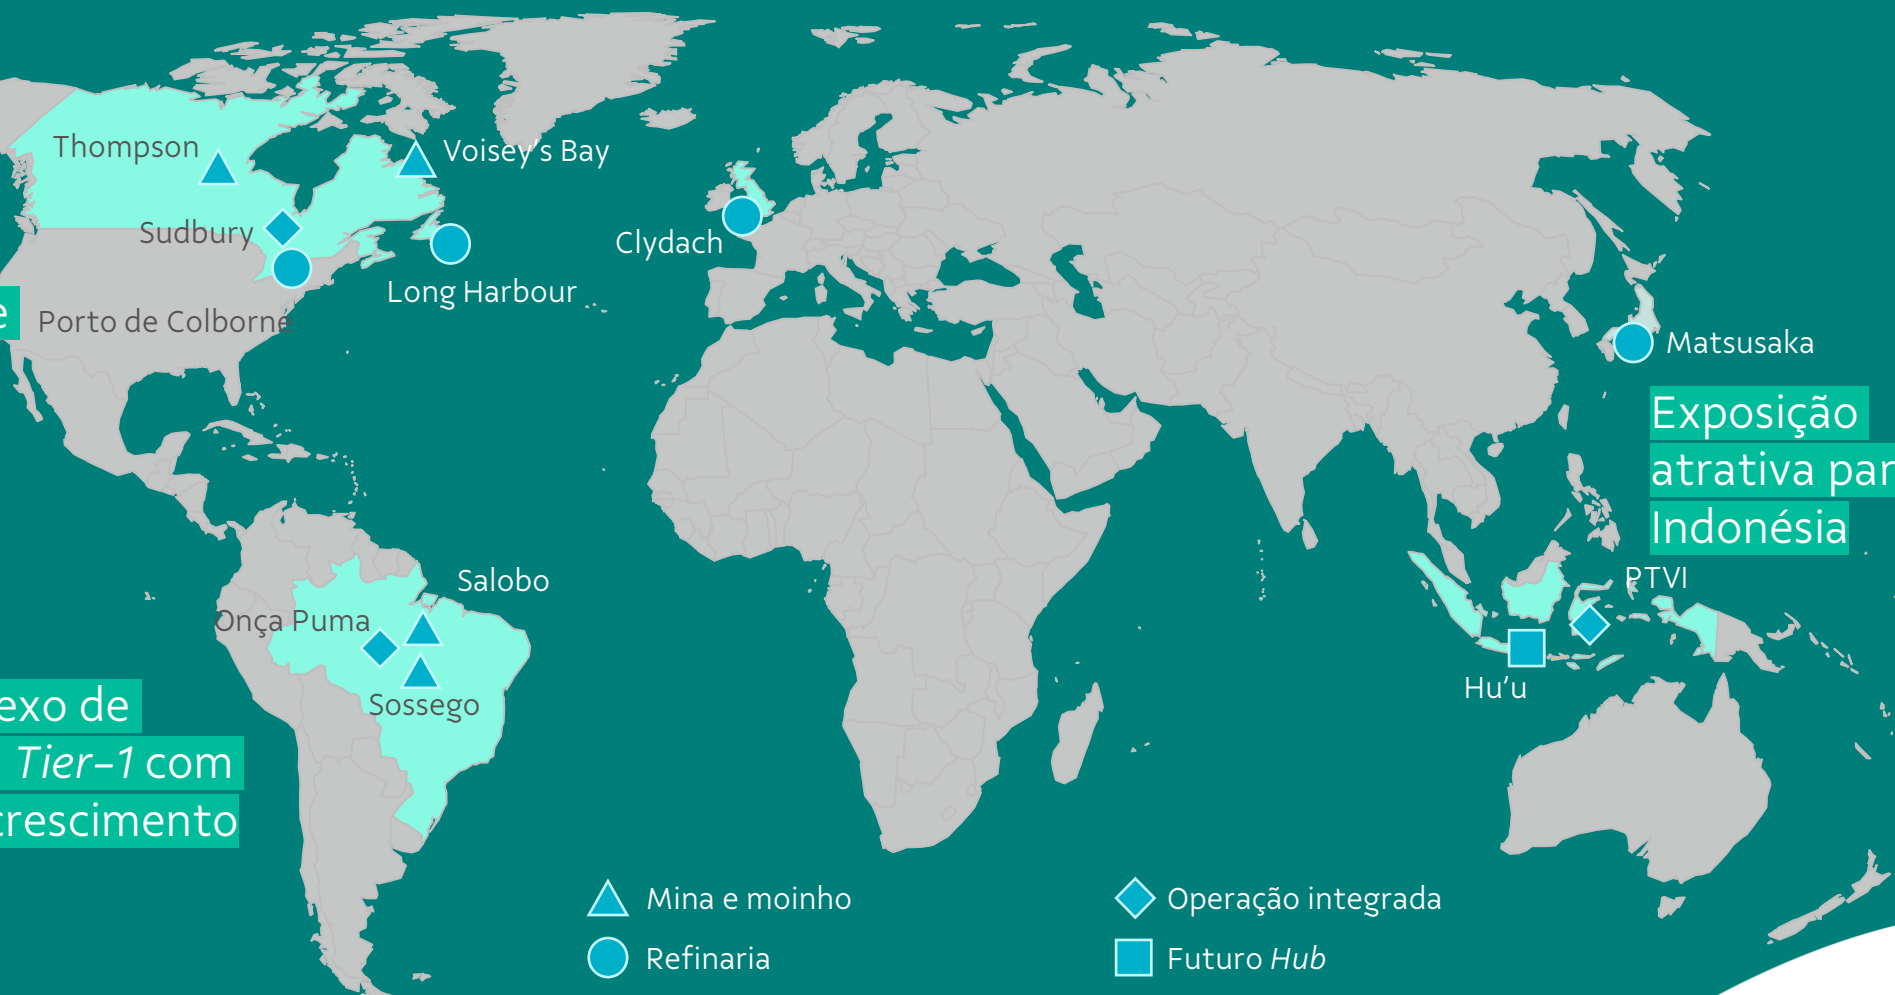 Thompson
Voisey's Bay
Sudbury
Clydach
Long Harbour
e
Porto de Colborne
Matsusaka
Exposição
atrativa par
Indonésia
PTVI
Salobo
Onça Puma
Hu'u
Sossego
exo de
Tier-1 com
crescimento
Mina e moinho
Operação integrada
Refinaria
Futuro Hub